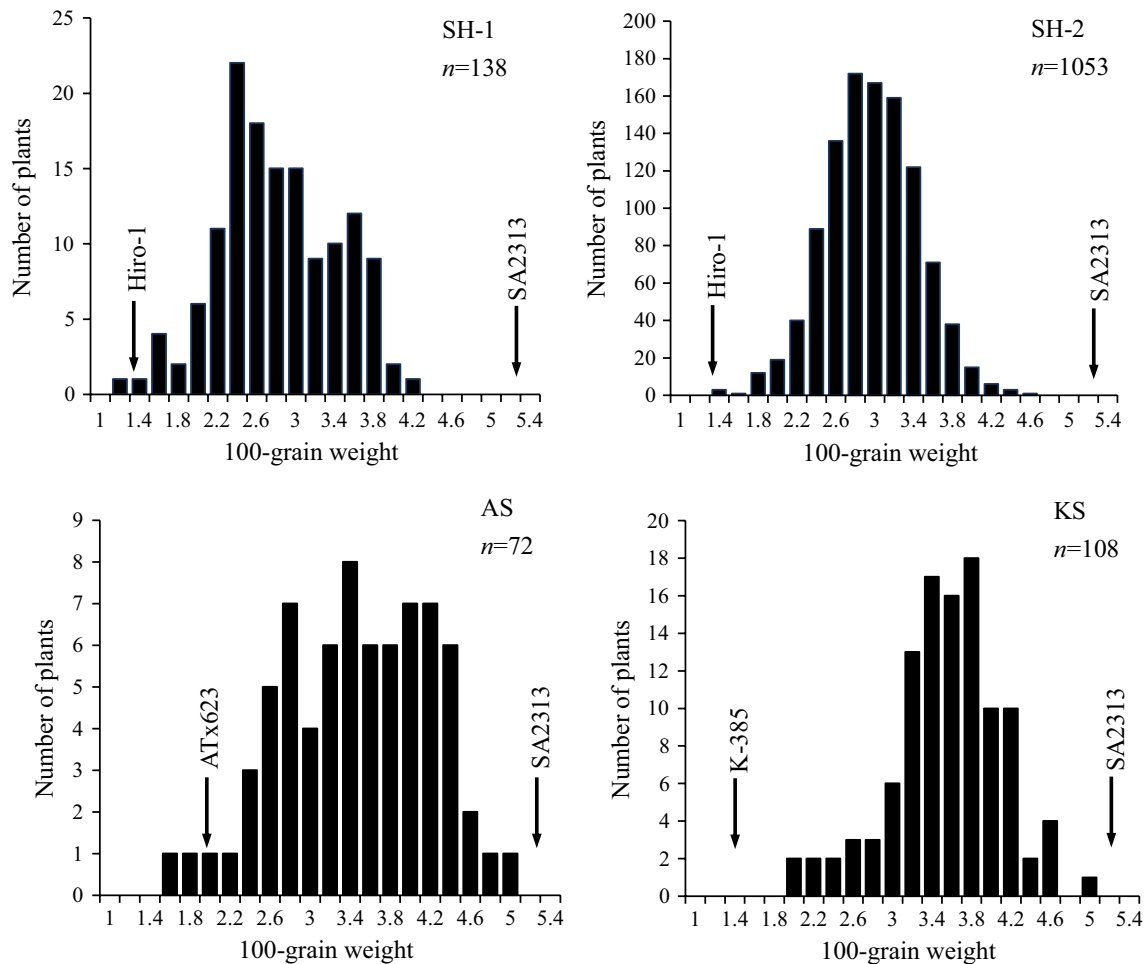 SH-1
n=138
25
20
15
10
5
0
Number of plants
Hiro-1
SA2313
1 1.4 1.8 2.2 2.6 3 3.4 3.8 4.2 4.6 5 5.4
100-grain weight
SH-2
n=1053
200
180
160
140
120
100
80
60
40
20
0
Number of plants
Hiro-1
SA2313
1 1.4 1.8 2.2 2.6 3 3.4 3.8 4.2 4.6 5 5.4
100-grain weight
AS
n=72
9
8
7
6
5
4
3
2
1
0
Number of plants
ATx623
SA2313
1 1.4 1.8 2.2 2.6 3 3.4 3.8 4.2 4.6 5 5.4
100-grain weight
KS
n=108
20
18
16
14
12
10
8
6
4
2
0
Number of plants
K-385
SA2313
1 1.4 1.8 2.2 2.6 3 3.4 3.8 4.2 4.6 5 5.4
100-grain weight